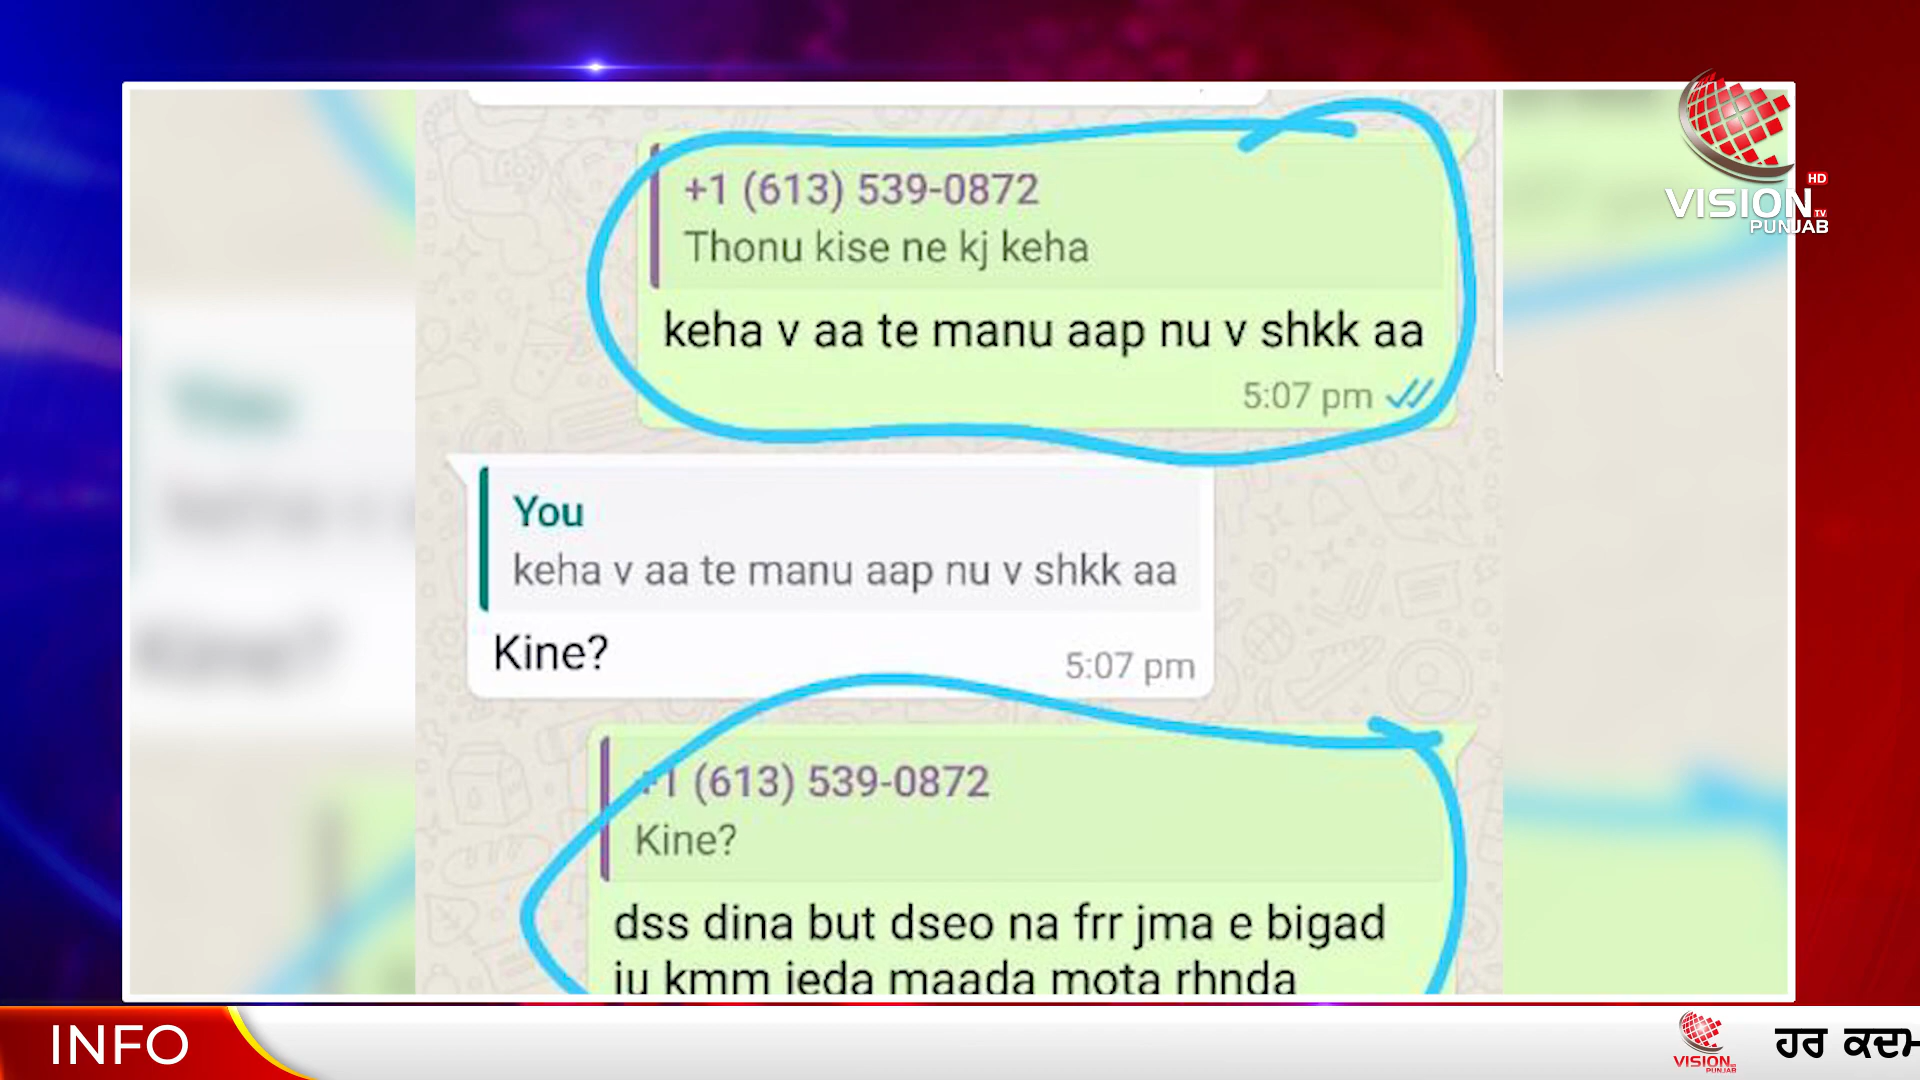 +1 (613) 539-0872
Thonu kise ne kj keha
keha v aa te manu aap nu v shkk aa
5:07 pm
You
keha v aa te manu aap nu v shkk aa
Kine?
5:07 pm
+1 (613) 539-0872
Kine?
dss dina but dseo na frr jma e bigad
ju kmm jeda maada mota rhnda
HD
VISION TV
PUNJAB
INFO
VISION
PUNJAB
ਹਰ